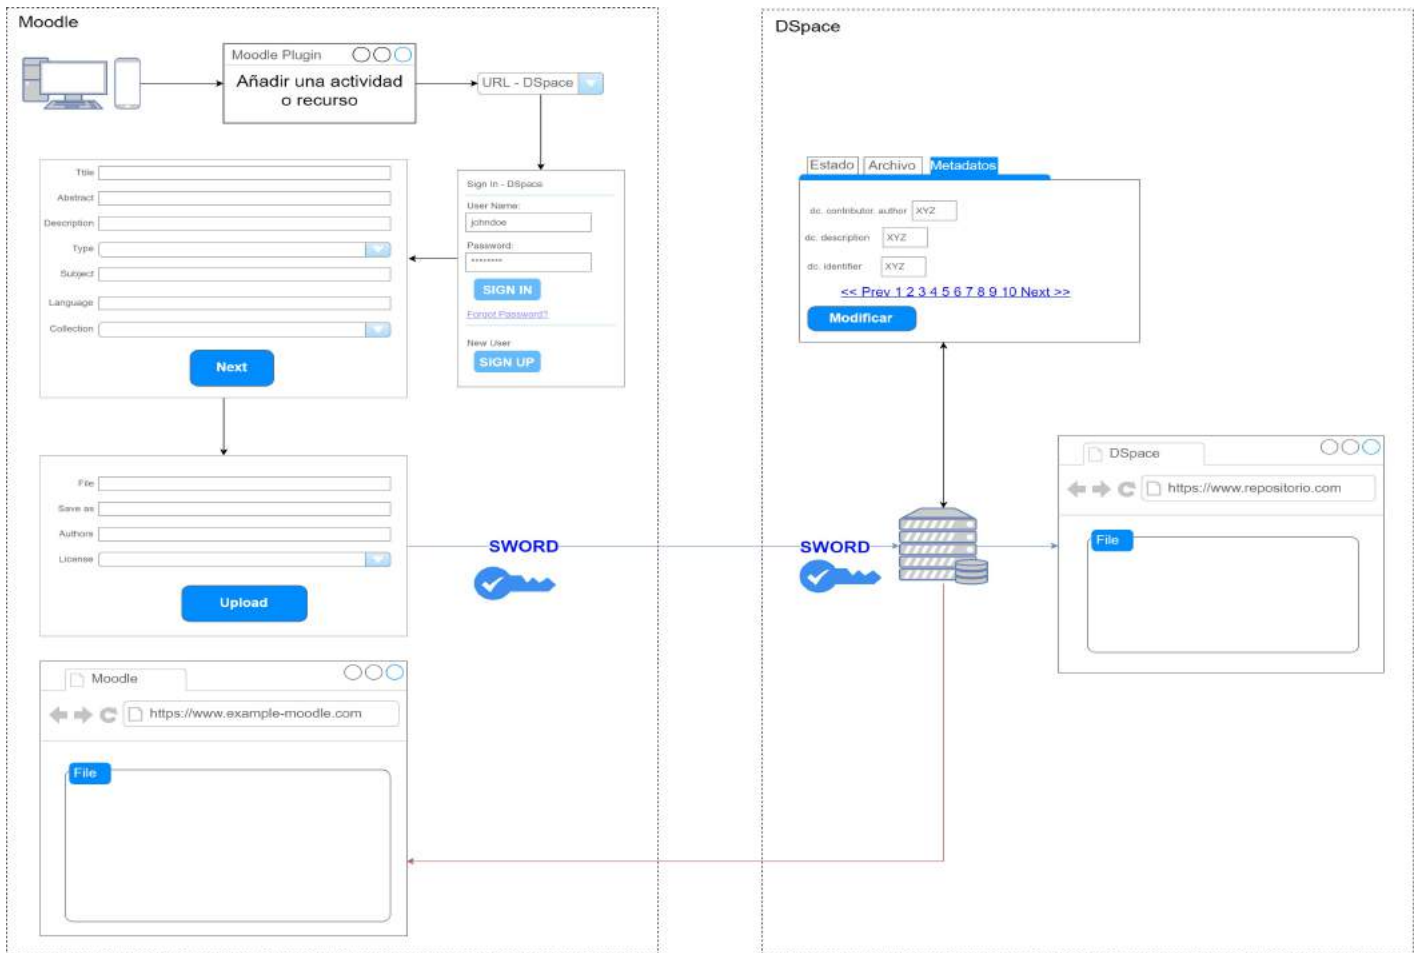 Moodle
Moodle Plugin
Añadir una actividad
o recurso
URL - DSpace
Title
Abstract
Description
Type
Subject
Language
Collection
Next
Sign In - DSpace
User Name:
johndoe
Password:
********
SIGN IN
Forgot Password?
New User
SIGN UP
File
Save as
Authors
License
Upload
SWORD
Moodle
https://www.example-moodle.com
File
DSpace
Estado
Archivo
Metadatos
dc. contributor. author
XYZ
dc. description
XYZ
dc. identifier
XYZ
<< Prev 1 2 3 4 5 6 7 8 9 10 Next >>
Modificar
SWORD
DSpace
https://www.repositorio.com
File